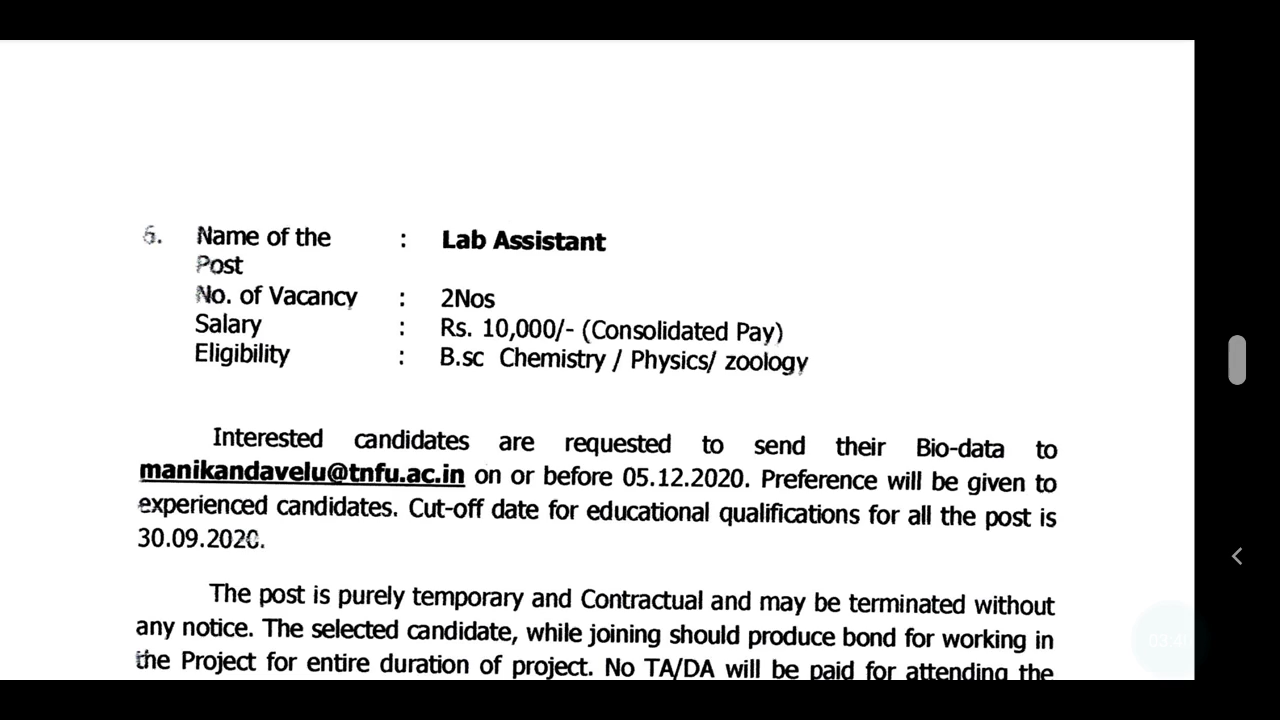 6. Name of the : Lab Assistant
Post
No. of Vacancy : 2Nos
Salary : Rs. 10,000/- (Consolidated Pay)
Eligibility : B.sc Chemistry / Physics/ zoology
Interested candidates are requested to send their Bio-data to
manikandavelu@tnfu.ac.in on or before 05.12.2020. Preference will be given to
experienced candidates. Cut-off date for educational qualifications for all the post is
30.09.2020.
The post is purely temporary and Contractual and may be terminated without
any notice. The selected candidate, while joining should produce bond for working in
the Project for entire duration of project. No TA/DA will be paid for attending the